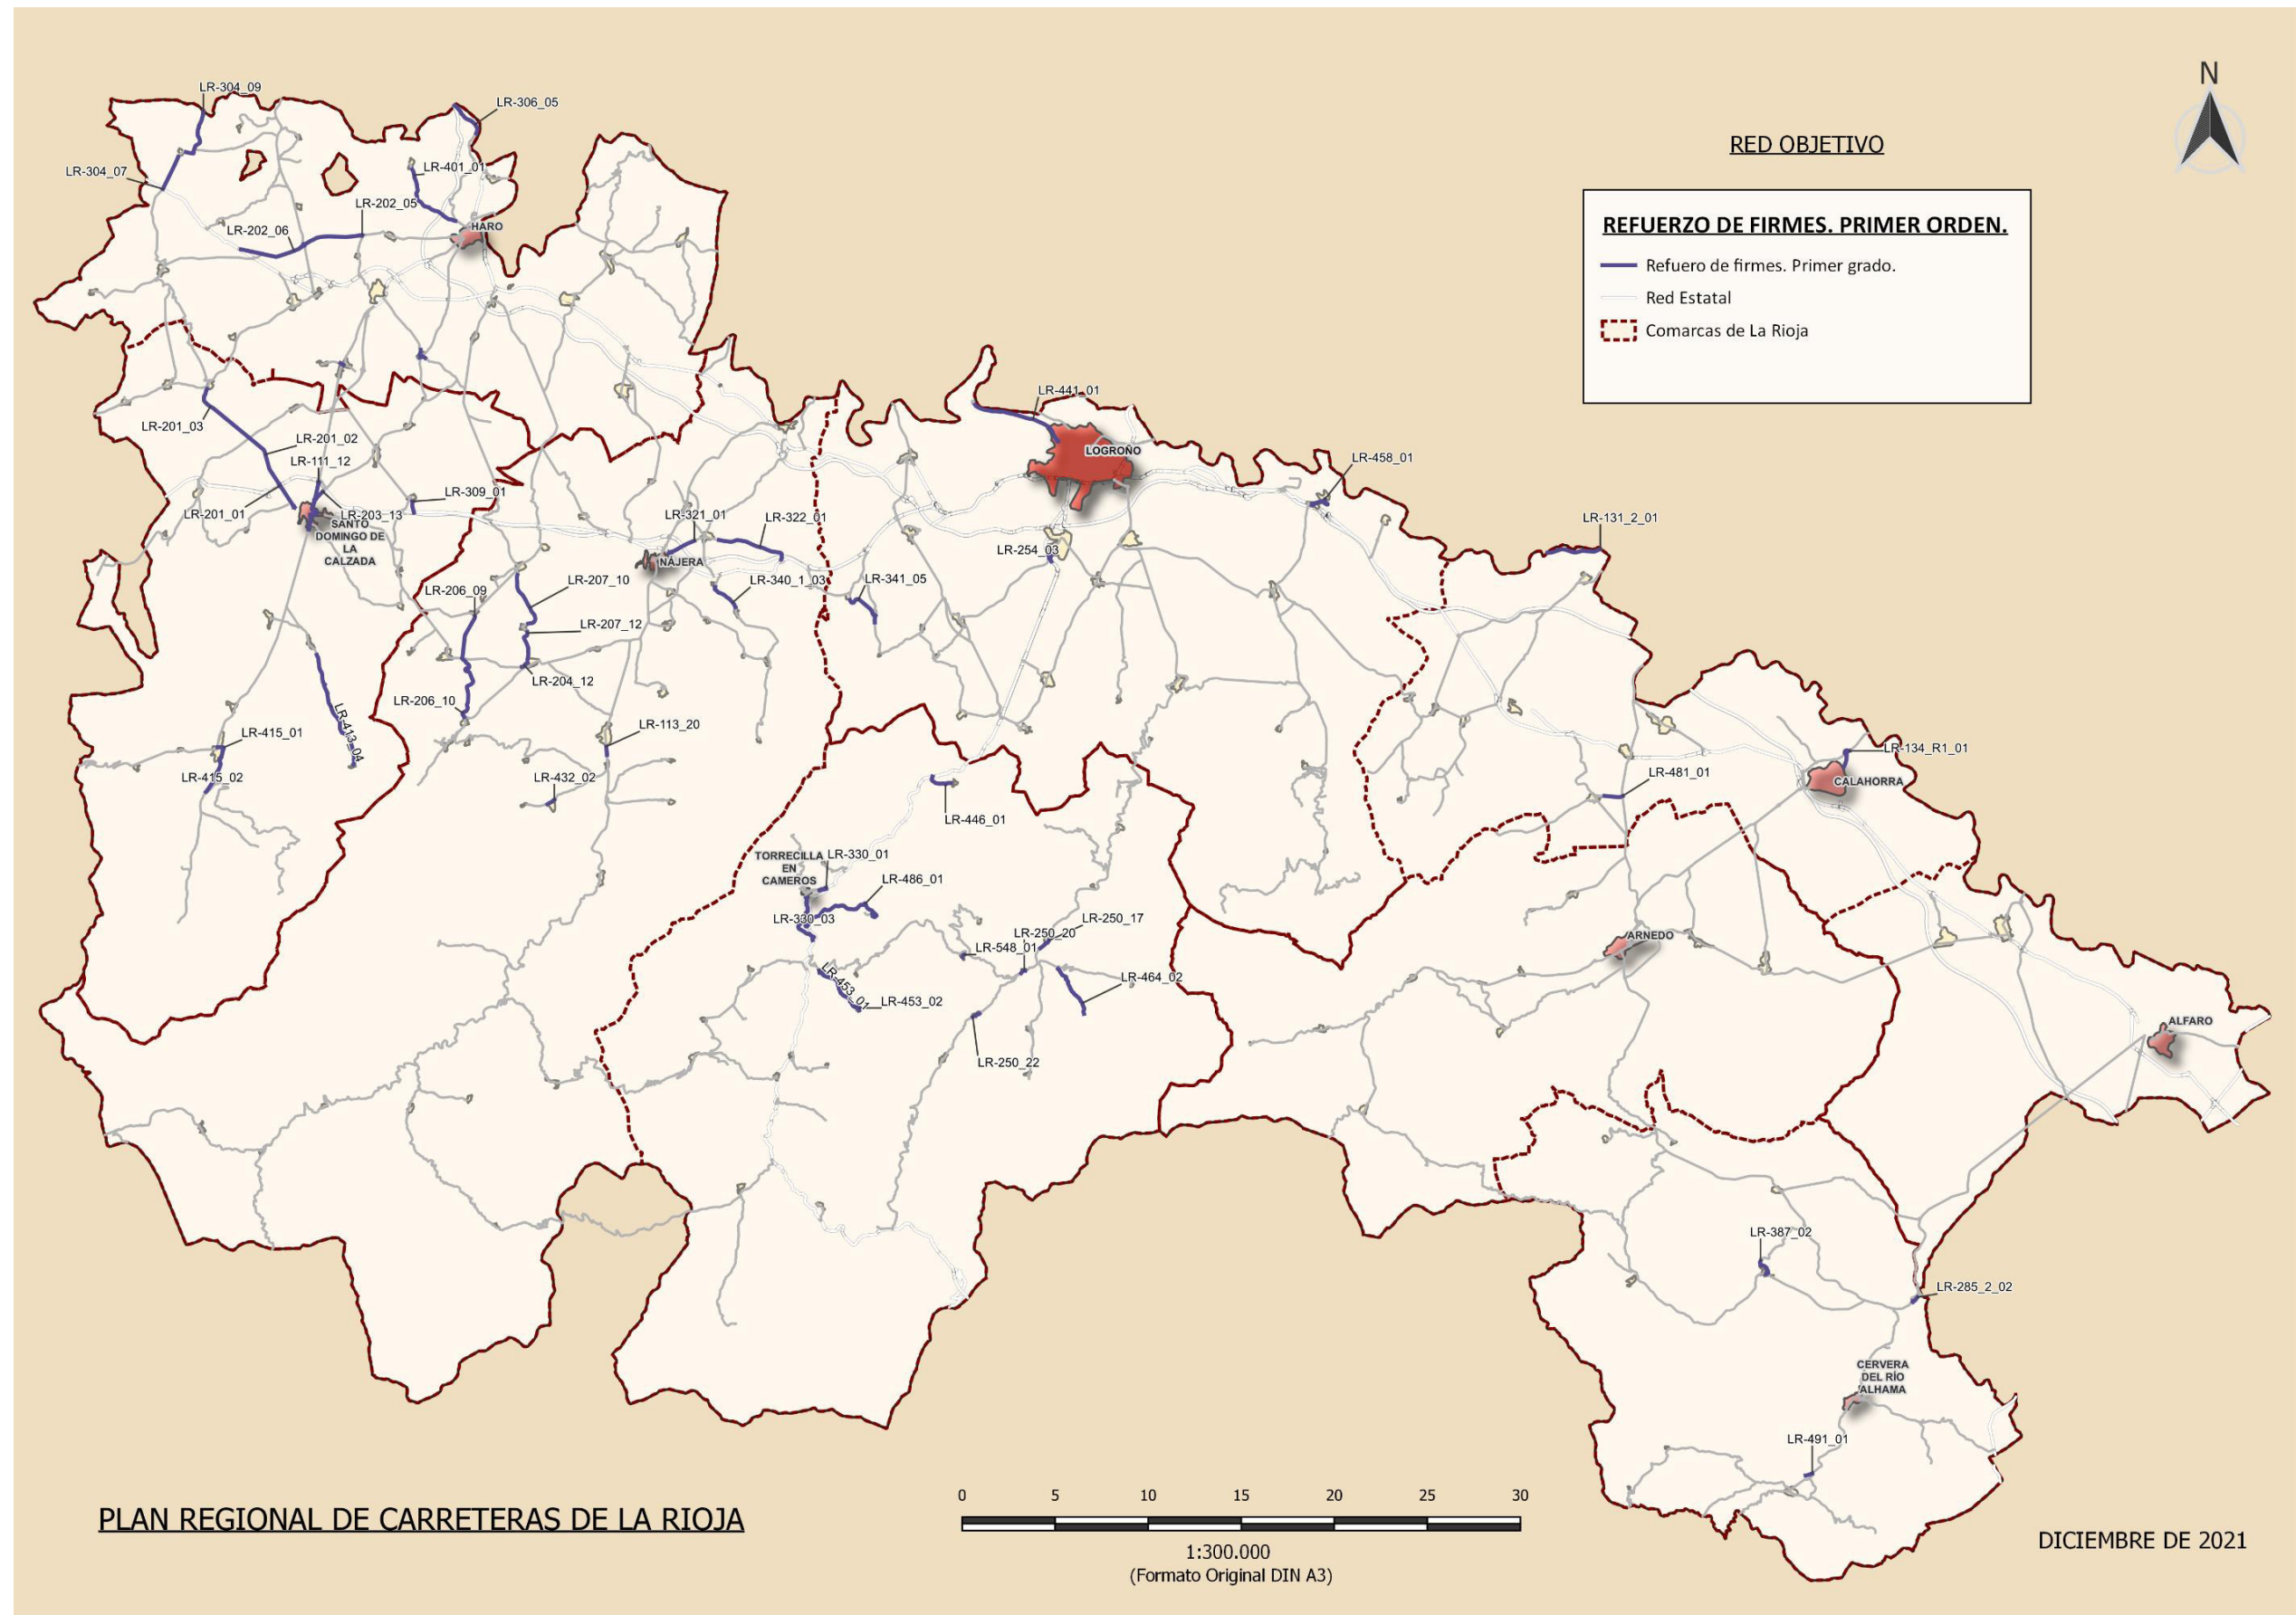 N
RED OBJETIVO
REFUERZO DE FIRMES. PRIMER ORDEN.
Refuero de firmes. Primer grado.
Red Estatal
Comarcas de La Rioja
LR-304_09
LR-306_05
LR-304_07
LR-401_01
LR-202_05
HARO
LR-202_06
LR-201_03
LR-201_02
LR-111_12
LR-309_01
LR-201_01
LR-203_13
SANTO
DOMINGO DE
LA
CALZADA
LR-441_01
LOGROÑO
LR-458_01
LR-131_2_01
LR-321_01
LR-322_01
NÁJERA
LR-254_03
LR-340_1_03
LR-341_05
LR-207_10
LR-206_09
LR-207_12
LR-204_12
LR-206_10
LR-413_04
LR-415_01
LR-415_02
LR-113_20
LR-432_02
LR-134_R1_01
CALAHORRA
LR-481_01
LR-446_01
TORRECILLA
EN
CAMEROS
LR-330_01
LR-486_01
LR-330_03
LR-250_17
LR-250_20
LR-548_01
LR-464_02
LR-453_01
LR-453_02
LR-250_22
ARNEDO
ALFARO
LR-387_02
LR-285_2_02
CERVERA
DEL RÍO
ALHAMA
LR-491_01
PLAN REGIONAL DE CARRETERAS DE LA RIOJA
0 5 10 15 20 25 30
1:300.000
(Formato Original DIN A3)
DICIEMBRE DE 2021